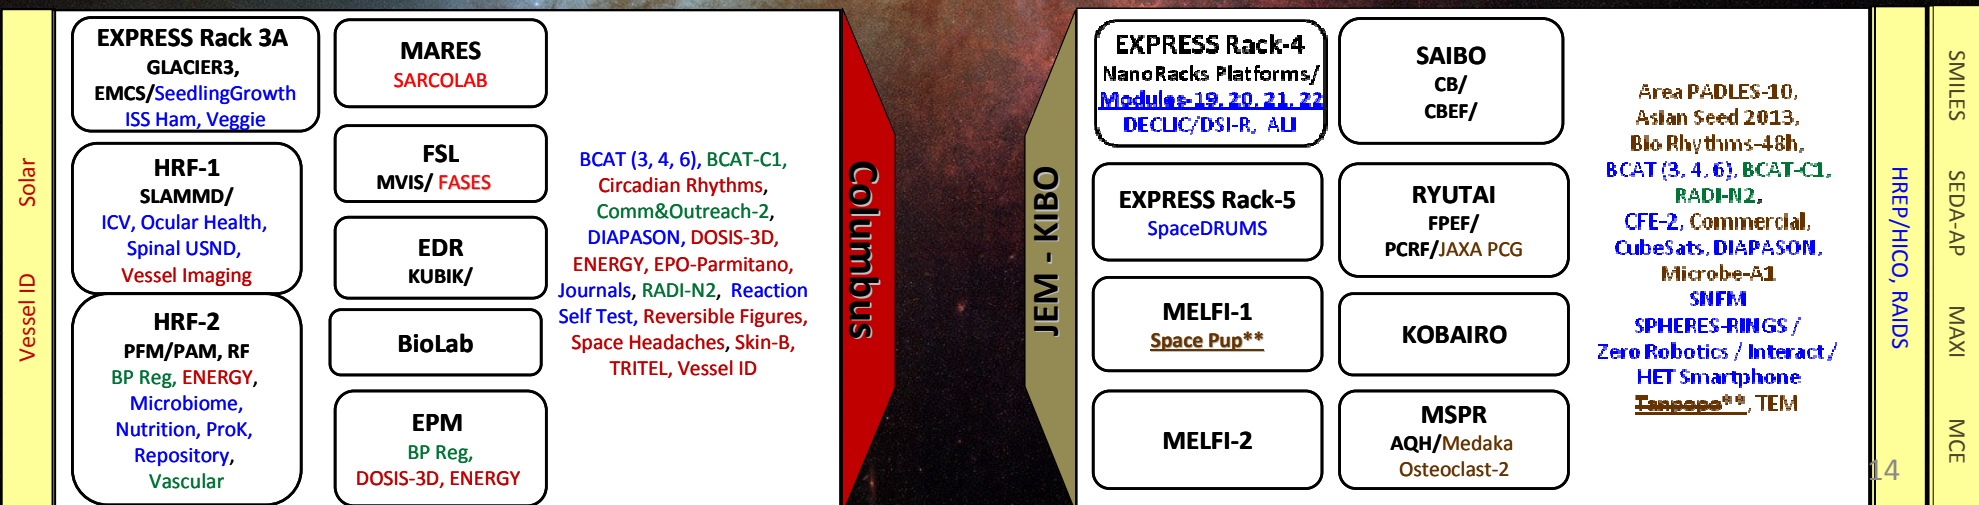 Solar
Vessel ID
EXPRESS Rack 3A
GLACIER3,
EMCS/SeedlingGrowth
ISS Ham, Veggie
HRF-1
SLAMMD/
ICV, Ocular Health,
Spinal USND,
Vessel Imaging
HRF-2
PFM/PAM, RF
BP Reg, ENERGY,
Microbiome,
Nutrition, ProK,
Repository,
Vascular
MARES
SARCOLAB
FSL
MVIS/ FASES
EDR
KUBIK/
BioLab
EPM
BP Reg,
DOSIS-3D, ENERGY
BCAT (3, 4, 6), BCAT-C1,
Circadian Rhythms,
Comm&Outreach-2,
DIAPASON, DOSIS-3D,
ENERGY, EPO-Parmitano,
Journals, RADI-N2, Reaction
Self Test, Reversible Figures,
Space Headaches, Skin-B,
TRITEL, Vessel ID
Columbus
JEM - KIBO
EXPRESS Rack-4
NanoRacks Platforms/
Modules-19, 20, 21, 22
DECLIC/DSI-R, ALI
EXPRESS Rack-5
SpaceDRUMS
MELFI-1
Space Pup**
MELFI-2
SAIBO
CB/
CBEF/
RYUTAI
FPEF/
PCRF/JAXA PCG
KOBAIRO
MSPR
AQH/Medaka
Osteoclast-2
Area PADLES-10,
Asian Seed 2013,
Bio Rhythms-48h,
BCAT (3, 4, 6), BCAT-C1,
RADI-N2,
CFE-2, Commercial,
CubeSats, DIAPASON,
Microbe-A1
SNFM
SPHERES-RINGS /
Zero Robotics / Interact /
HET Smartphone
Tanpopo**, TEM
HREP/HICO, RAIDS
SMILES
SEDA-AP
MAXI
MCE
14